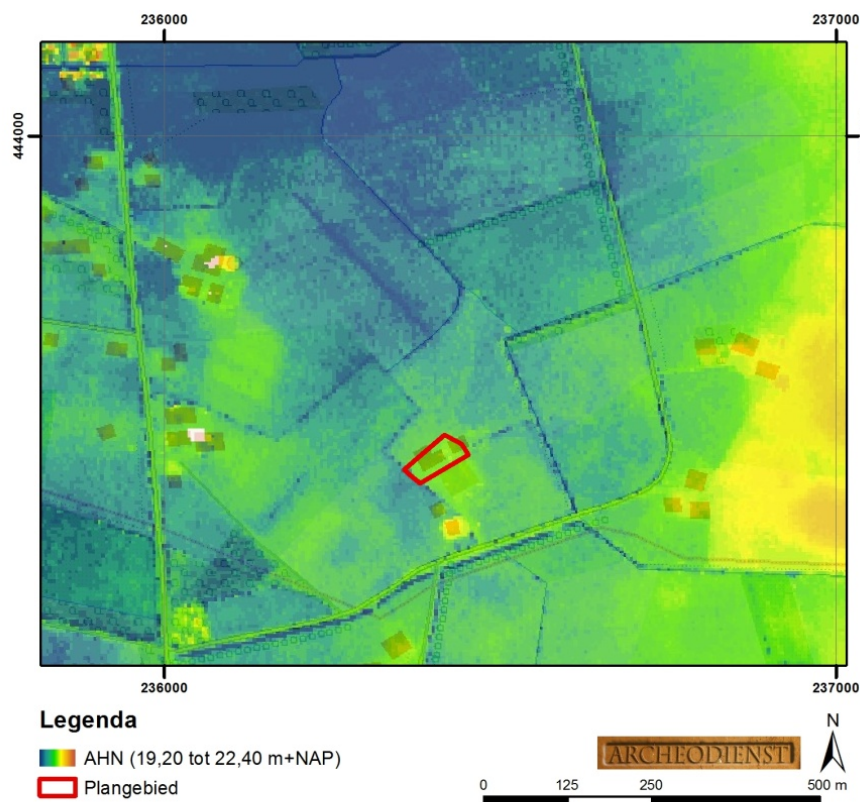 236000 237000
444000
236000 237000
Legenda
AHN (19,20 tot 22,40 m+NAP)
Plangebied
ARCHEODIENST
N
0 125 250 500 m